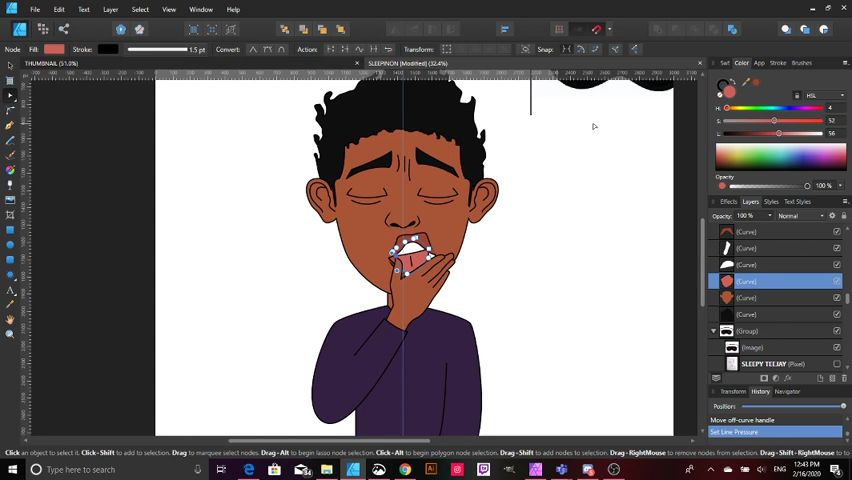 File Edit Text Layer Select View Window Help
Node Fill: Stroke: 1.5 pt Convert: Action: Transform: Snap:
THUMBNAIL (51.0%) × SLEEPINON [Modified] (32.4%) ×
Swt Color App Stroke Brushes
HSL
H: 4
S: 52
L: 56
Opacity
100 %
Effects Layers Styles Text Styles
Opacity: 100 % Normal
(Curve)
(Curve)
(Curve)
(Curve)
(Curve)
(Curve)
(Group)
(Image)
SLEEPY TEEJAY (Pixel)
Transform History Navigator
Position:
Move off-curve handle
Set Line Pressure
Click an object to select it. Click+Shift to add to selection. Drag to marquee select nodes. Drag+Alt to begin lasso node selection. Click+Alt to begin polygon node selection. Drag+Shift to add nodes to selection. Drag+RightMouse to remove nodes from selection.
Type here to search
12:43 PM
2/16/2020